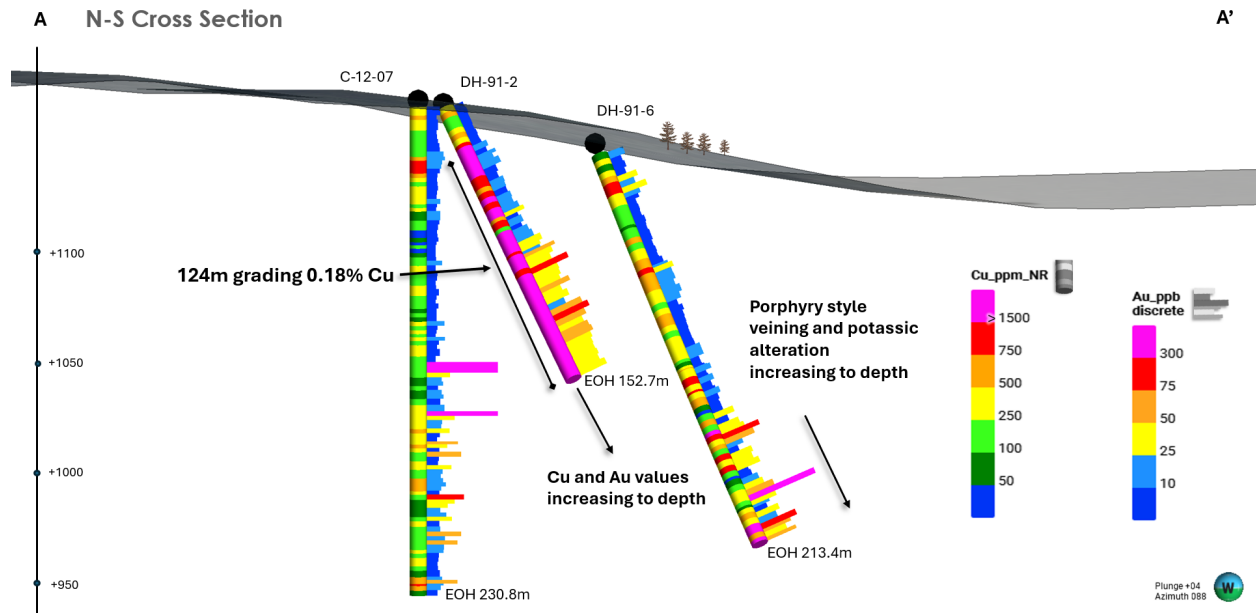 A
N-S Cross Section
A’
C-12-07
DH-91-2
DH-91-6
+1100
+1050
+1000
+950
124m grading 0.18% Cu
EOH 152.7m
Cu and Au values
increasing to depth
EOH 230.8m
Porphyry style
veining and potassic
alteration
increasing to depth
EOH 213.4m
Cu_ppm_NR
>
1500
750
500
250
100
50
Au_ppb
discrete
300
75
50
25
10
Plunge +04
Azimuth 088
W